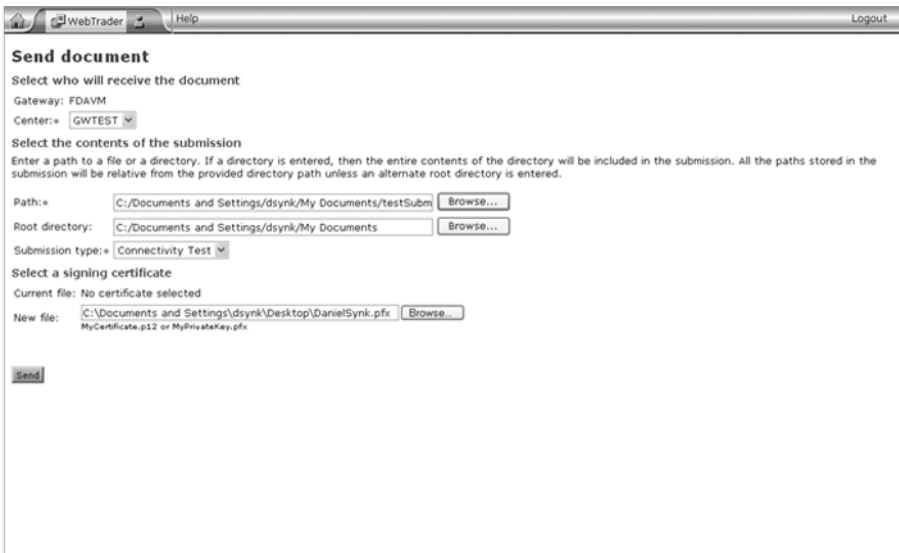 WebTrader
Help
Logout
Send document
Select who will receive the document
Gateway: FDAVM
Center:* GWTEST
Select the contents of the submission
Enter a path to a file or a directory. If a directory is entered, then the entire contents of the directory will be included in the submission. All the paths stored in the
submission will be relative from the provided directory path unless an alternate root directory is entered.
Path:* C:/Documents and Settings/dsynk/My Documents/testSubm Browse...
Root directory: C:/Documents and Settings/dsynk/My Documents Browse...
Submission type:* Connectivity Test
Select a signing certificate
Current file: No certificate selected
New file: C:\Documents and Settings\dsynk\Desktop\DanielSynk.pfx Browse...
MyCertificate.p12 or MyPrivateKey.pfx
Send